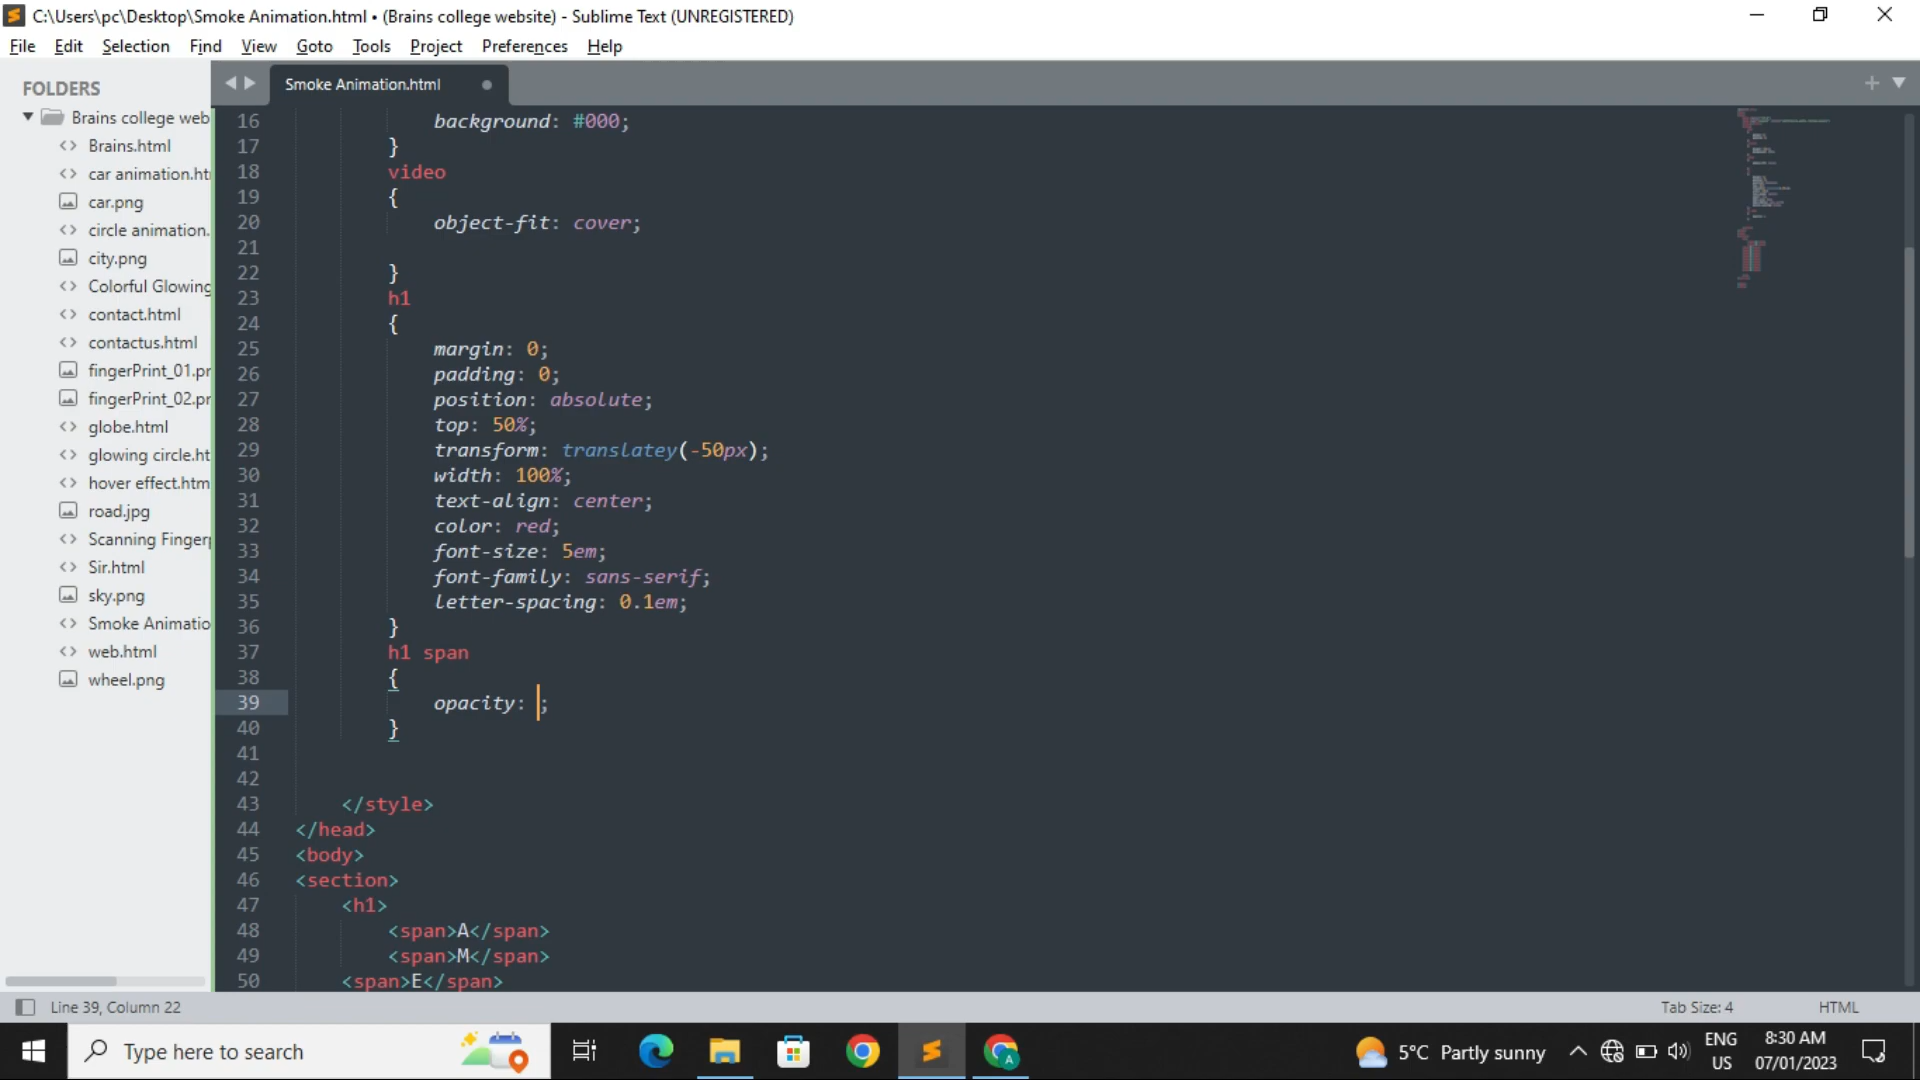 C:\Users\pc\Desktop\Smoke Animation.html • (Brains college website) - Sublime Text (UNREGISTERED)
File Edit Selection Find View Goto Tools Project Preferences Help
FOLDERS
Brains college web
Brains.html
car animation.ht
car.png
circle animation.
city.png
Colorful Glowing
contact.html
contactus.html
fingerPrint_01.pr
fingerPrint_02.pr
globe.html
glowing circle.ht
hover effect.htm
road.jpg
Scanning Fingerp
Sir.html
sky.png
Smoke Animatio
web.html
wheel.png
Smoke Animation.html
16 background: #000;
17 }
18 video
19 {
20 object-fit: cover;
21
22 }
23 h1
24 {
25 margin: 0;
26 padding: 0;
27 position: absolute;
28 top: 50%;
29 transform: translatey(-50px);
30 width: 100%;
31 text-align: center;
32 color: red;
33 font-size: 5em;
34 font-family: sans-serif;
35 letter-spacing: 0.1em;
36 }
37 h1 span
38 {
39 opacity: ;
40 }
41
42
43 </style>
44 </head>
45 <body>
46 <section>
47 <h1>
48 <span>A</span>
49 <span>M</span>
50 <span>E</span>
Line 39, Column 22
Tab Size: 4
HTML
Type here to search
5°C Partly sunny
ENG
US
8:30 AM
07/01/2023